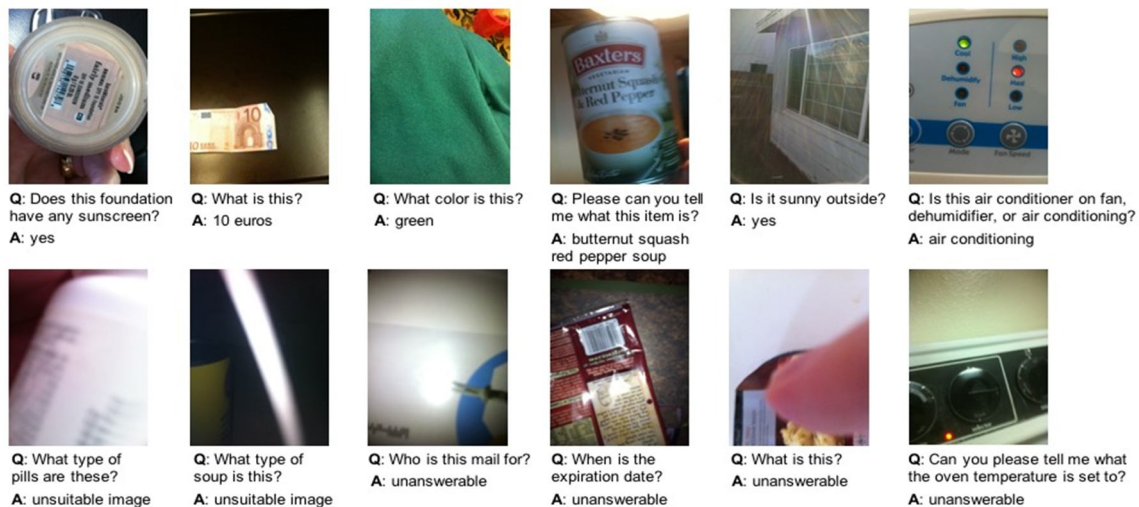 Q: Does this foundation
have any sunscreen?
A: yes
10
Q: What is this?
A: 10 euros
Q: What color is this?
A: green
Baxters
VEGETARIAN
Butternut Squash
& Red Pepper
Q: Please can you tell
me what this item is?
A: butternut squash
red pepper soup
Q: Is it sunny outside?
A: yes
Cool
High
Dehumidify
Med
Fan
Low
Mode
Fan Speed
Q: Is this air conditioner on fan,
dehumidifier, or air conditioning?
A: air conditioning
Q: What type of
pills are these?
A: unsuitable image
Q: What type of
soup is this?
A: unsuitable image
Q: Who is this mail for?
A: unanswerable
Q: When is the
expiration date?
A: unanswerable
Q: What is this?
A: unanswerable
Q: Can you please tell me what
the oven temperature is set to?
A: unanswerable